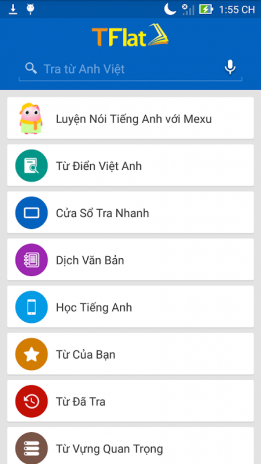 1:55 CH
TFlat
Tra từ Anh Việt
Luyện Nói Tiếng Anh với Mexu
Từ Điển Việt Anh
Cửa Sổ Tra Nhanh
Dịch Văn Bản
Học Tiếng Anh
Từ Của Bạn
Từ Đã Tra
Từ Vựng Quan Trọng